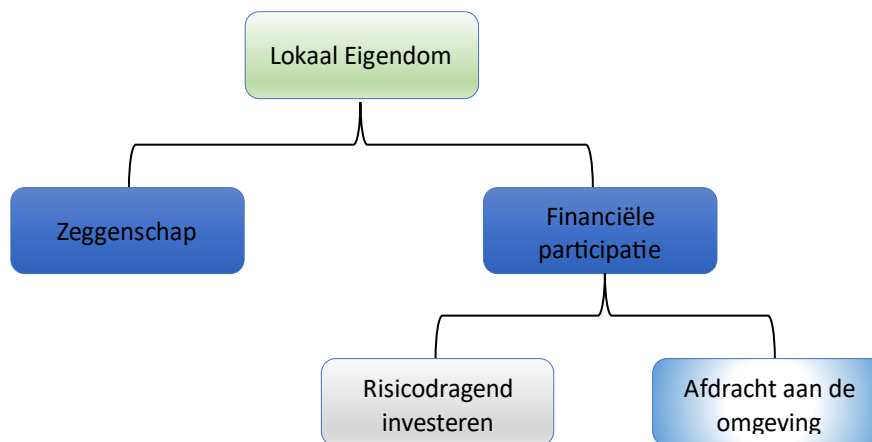 Lokaal Eigendom
Zeggenschap
Financiële
participatie
Risicodragend
investeren
Afdracht aan de
omgeving